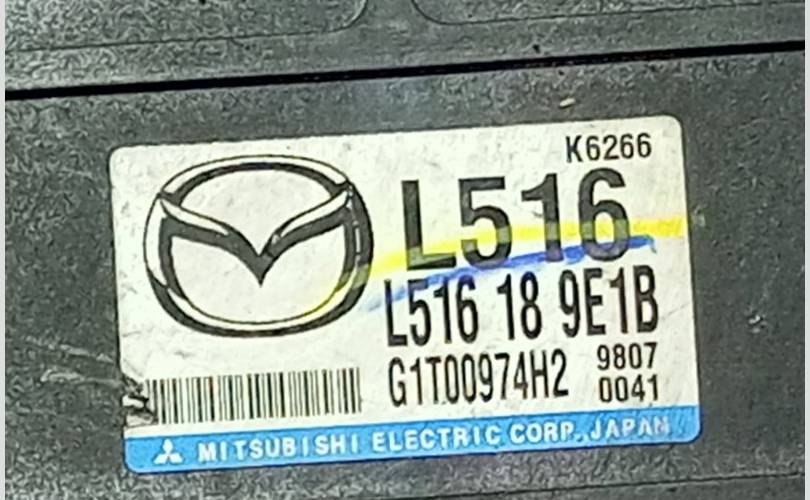 K6266
L516
L516 18 9E1B
G1T00974H2 9807
0041
MITSUBISHI ELECTRIC CORP. JAPAN